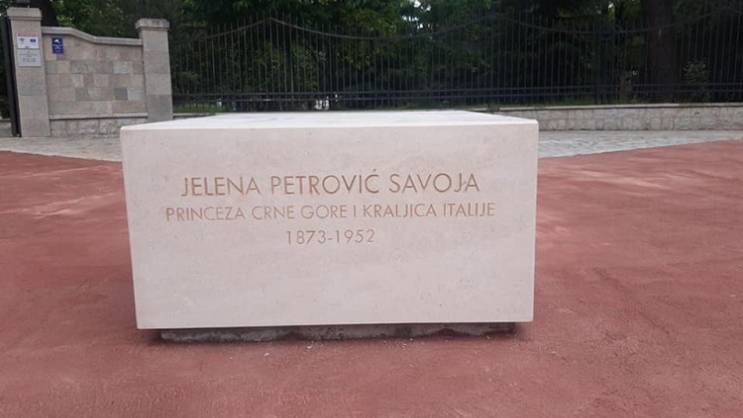 JELENA PETROVIĆ SAVOJA
PRINCEZA CRNE GORE I KRALJICA ITALIJE
1873-1952